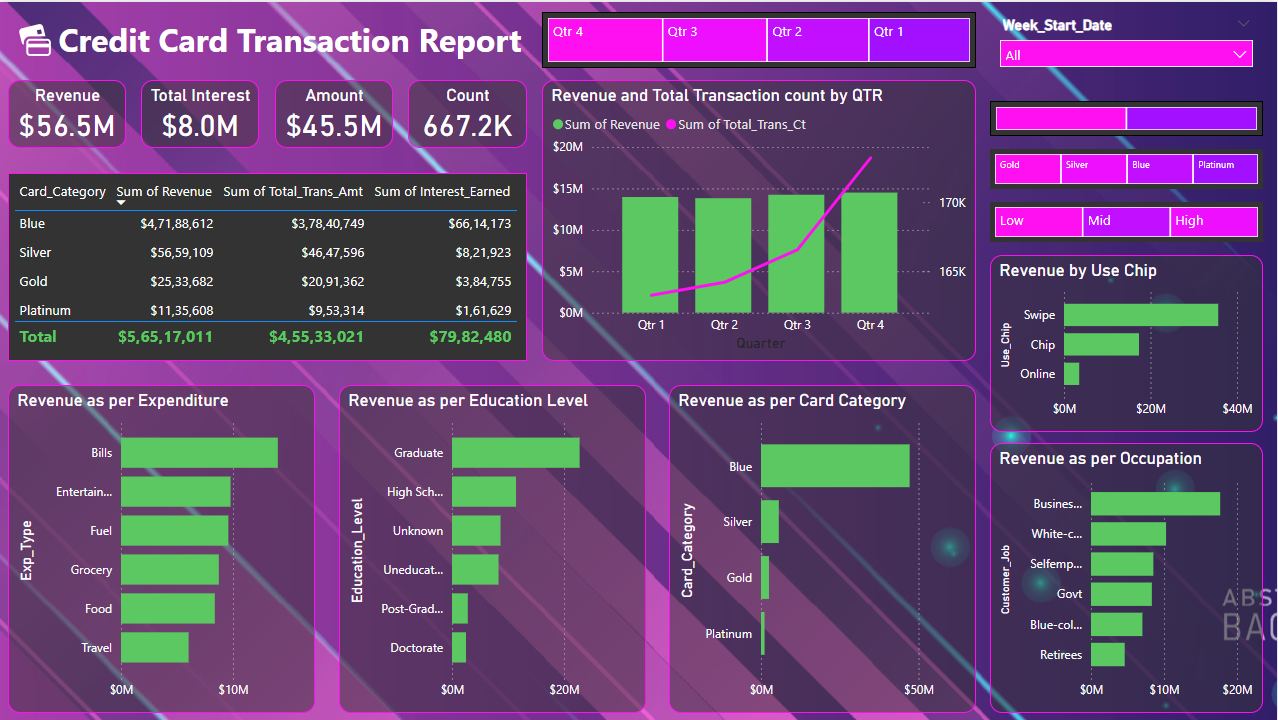 Credit Card Transaction Report
Qtr 4 Qtr 3 Qtr 2 Qtr 1
Week_Start_Date
All
Revenue
$56.5M
Total Interest
$8.0M
Amount
$45.5M
Count
667.2K
Card_Category Sum of Revenue Sum of Total_Trans_Amt Sum of Interest_Earned
Blue $4,71,88,612 $3,78,40,749 $66,14,173
Silver $56,59,109 $46,47,596 $8,21,923
Gold $25,33,682 $20,91,362 $3,84,755
Platinum $11,35,608 $9,53,314 $1,61,629
Total $5,65,17,011 $4,55,33,021 $79,82,480
Revenue and Total Transaction count by QTR
Sum of Revenue Sum of Total_Trans_Ct
$20M
$15M
$10M
$5M
$0M
170K
165K
Qtr 1 Qtr 2 Qtr 3 Qtr 4
Quarter
Gold Silver Blue Platinum
Low Mid High
Revenue by Use Chip
Use_Chip
Swipe
Chip
Online
$0M $20M $40M
Revenue as per Expenditure
Exp_Type
Bills
Entertain...
Fuel
Grocery
Food
Travel
$0M $10M
Revenue as per Education Level
Education_Level
Graduate
High Sch...
Unknown
Uneducat...
Post-Grad...
Doctorate
$0M $20M
Revenue as per Card Category
Card_Category
Blue
Silver
Gold
Platinum
$0M $50M
Revenue as per Occupation
Customer_Job
Busines...
White-c...
Selfemp...
Govt
Blue-col...
Retirees
$0M $10M $20M